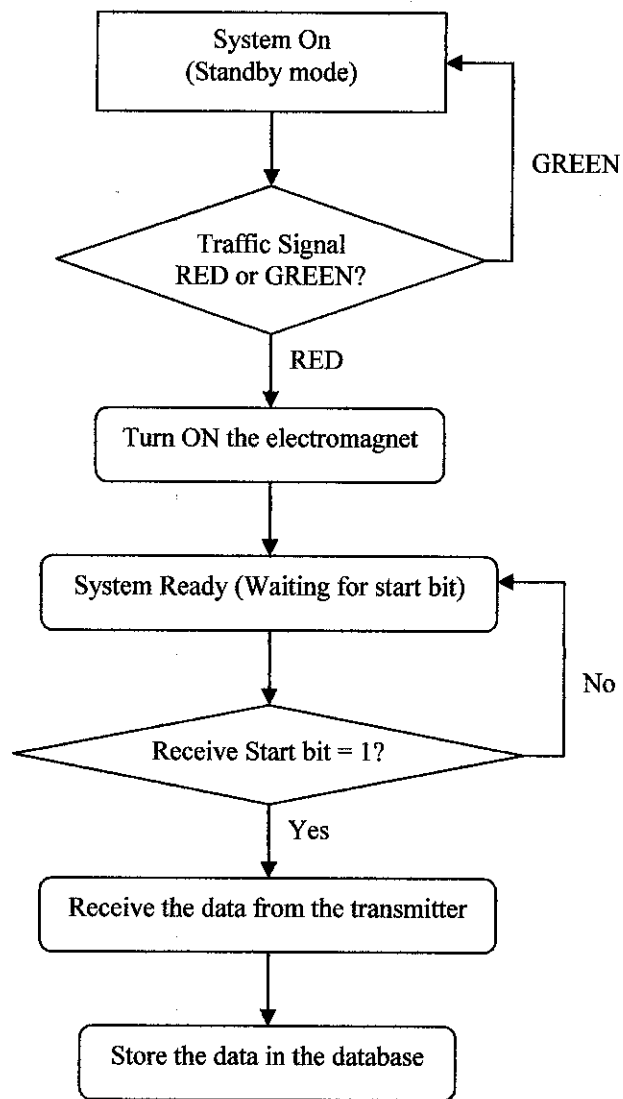 System On
(Standby mode)
GREEN
Traffic Signal
RED or GREEN?
RED
Turn ON the electromagnet
System Ready (Waiting for start bit)
No
Receive Start bit = 1?
Yes
Receive the data from the transmitter
Store the data in the database